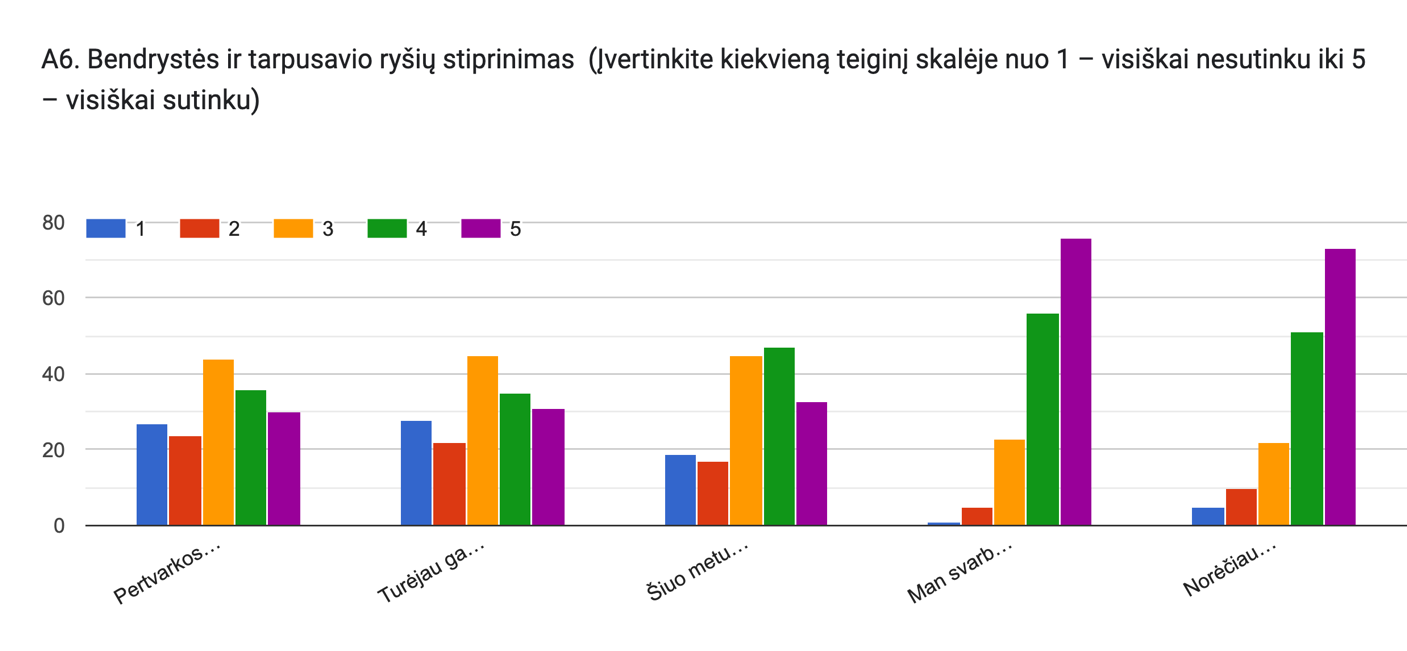 A6. Bendrystės ir tarpusavio ryšių stiprinimas (Įvertinkite kiekvieną teiginį skalėje nuo 1 – visiškai nesutinku iki 5
– visiškai sutinku)
80
1 2 3 4 5
60
40
20
0
Pertvarkos...
Turėjau ga...
Šiuo metu...
Man svarb...
Norėčiau...